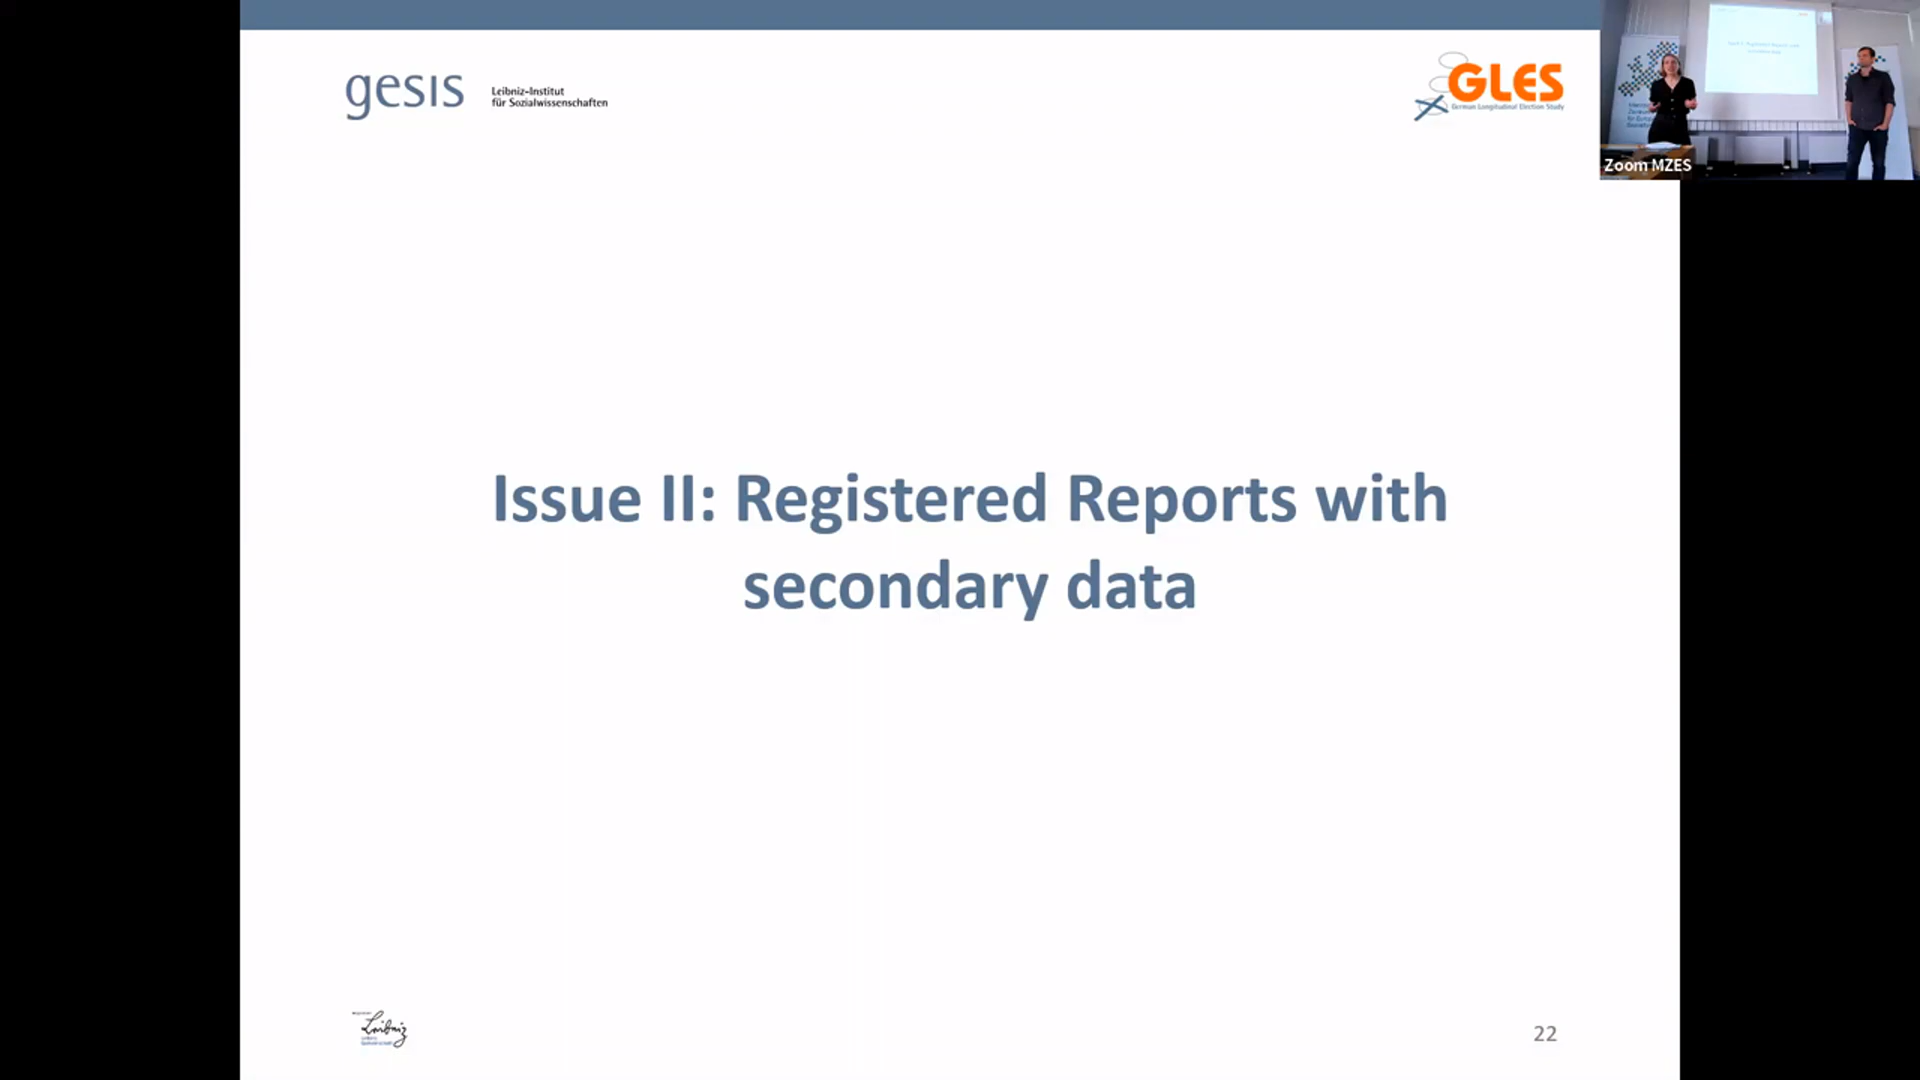 gesis
Leibniz-Institut
für Sozialwissenschaften
GLES
German Longitudinal Election Study
Zoom MZES
Issue II: Registered Reports with
secondary data
Leibniz
22